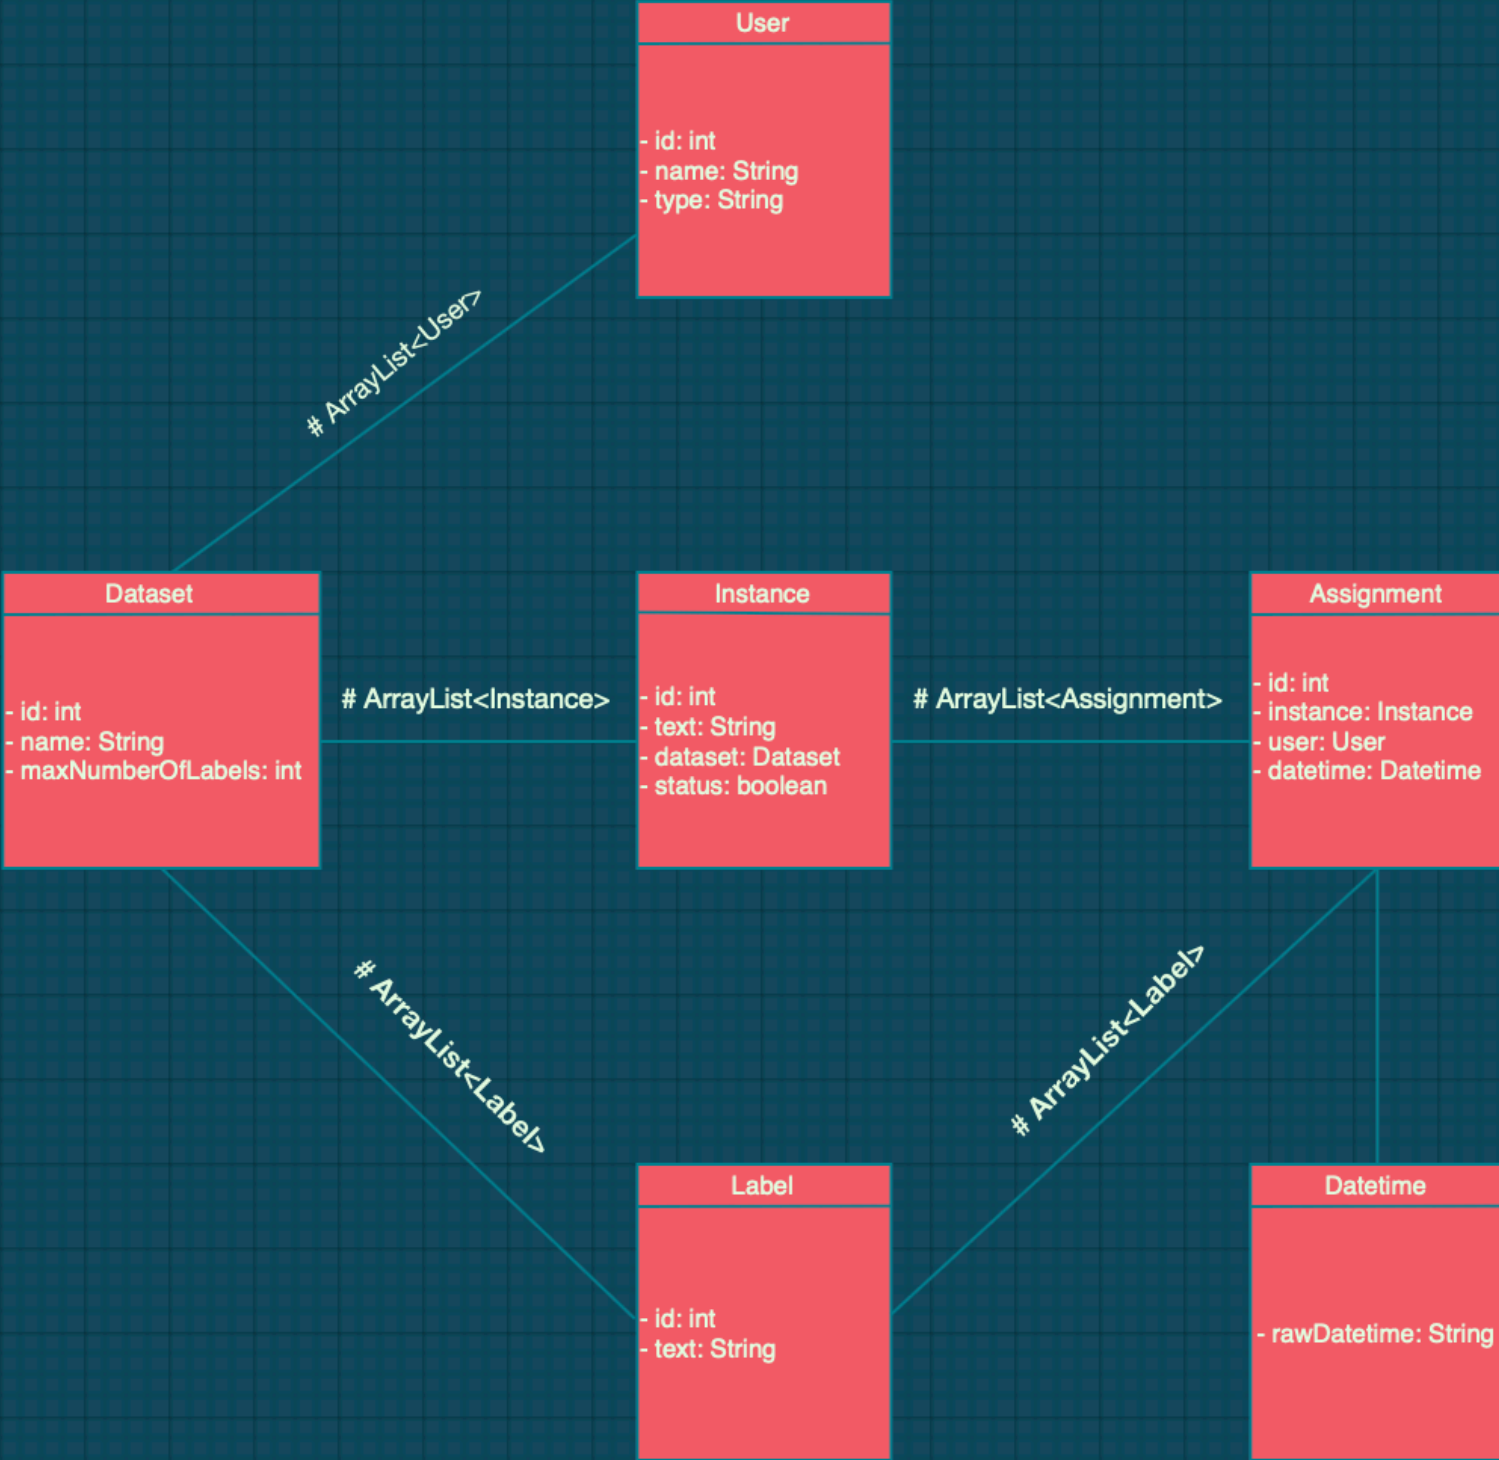 User
- id: int
- name: String
- type: String
# ArrayList<User>
Dataset
- id: int
- name: String
- maxNumberOfLabels: int
# ArrayList<Instance>
Instance
- id: int
- text: String
- dataset: Dataset
- status: boolean
# ArrayList<Assignment>
Assignment
- id: int
- instance: Instance
- user: User
- datetime: Datetime
# ArrayList<Label>
# ArrayList<Label>
Label
- id: int
- text: String
Datetime
- rawDatetime: String